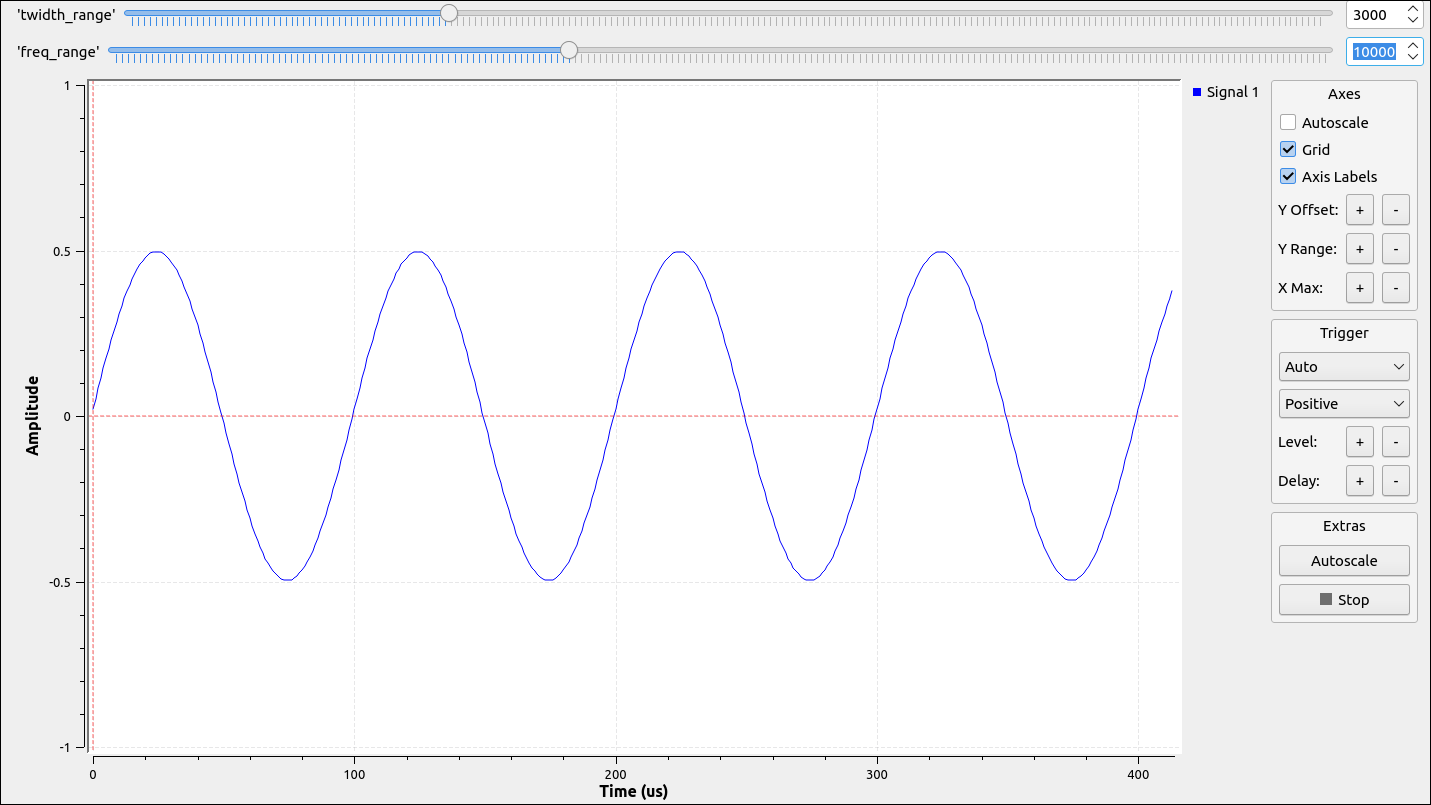 'twidth_range' 3000
'freq_range' 10000
1
0.5
0
-0.5
-1
Amplitude
0 100 200 300 400
Time (us)
Signal 1
Axes
Autoscale
Grid
Axis Labels
Y Offset: + -
Y Range: + -
X Max: + -
Trigger
Auto
Positive
Level: + -
Delay: + -
Extras
Autoscale
Stop